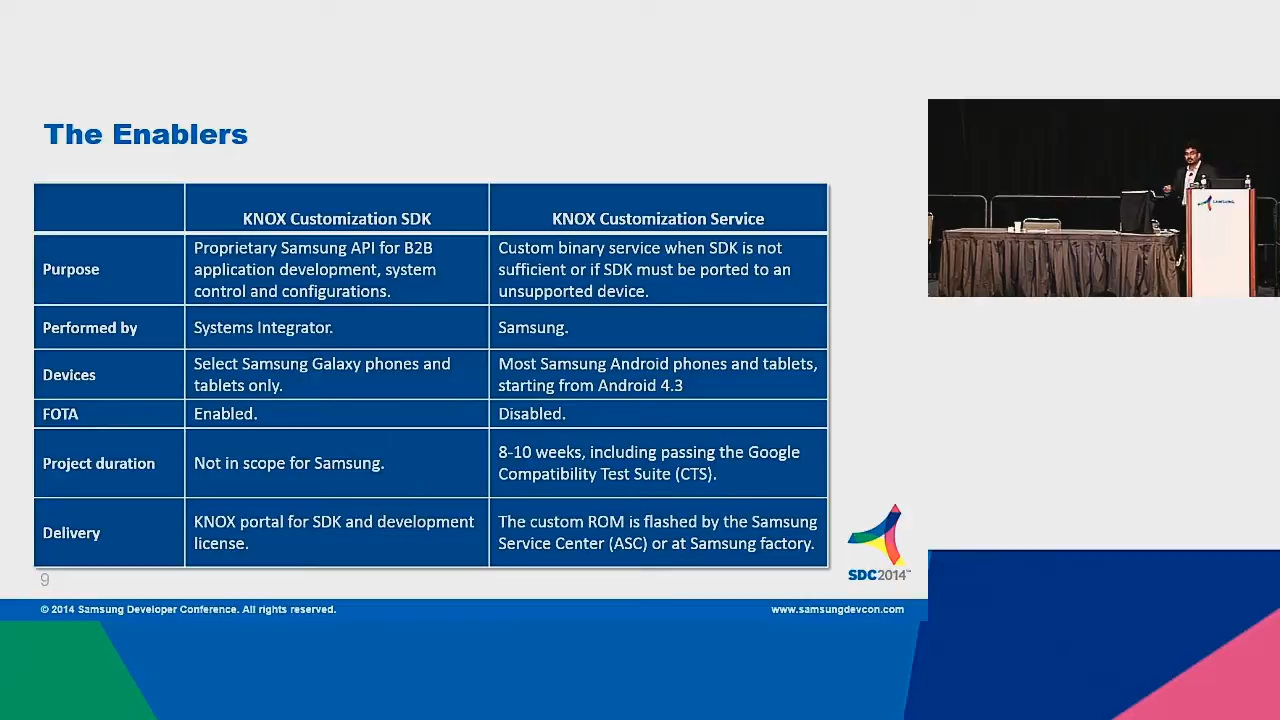 The Enablers
KNOX Customization SDK
KNOX Customization Service
Purpose
Proprietary Samsung API for B2B
application development, system
control and configurations.
Custom binary service when SDK is not
sufficient or if SDK must be ported to an
unsupported device.
Performed by
Systems Integrator.
Samsung.
Devices
Select Samsung Galaxy phones and
tablets only.
Most Samsung Android phones and tablets,
starting from Android 4.3
FOTA
Enabled.
Disabled.
Project duration
Not in scope for Samsung.
8-10 weeks, including passing the Google
Compatibility Test Suite (CTS).
Delivery
KNOX portal for SDK and development
license.
The custom ROM is flashed by the Samsung
Service Center (ASC) or at Samsung factory.
9
SDC2014™
© 2014 Samsung Developer Conference. All rights reserved.
www.samsungdevcon.com
SAMSUNG